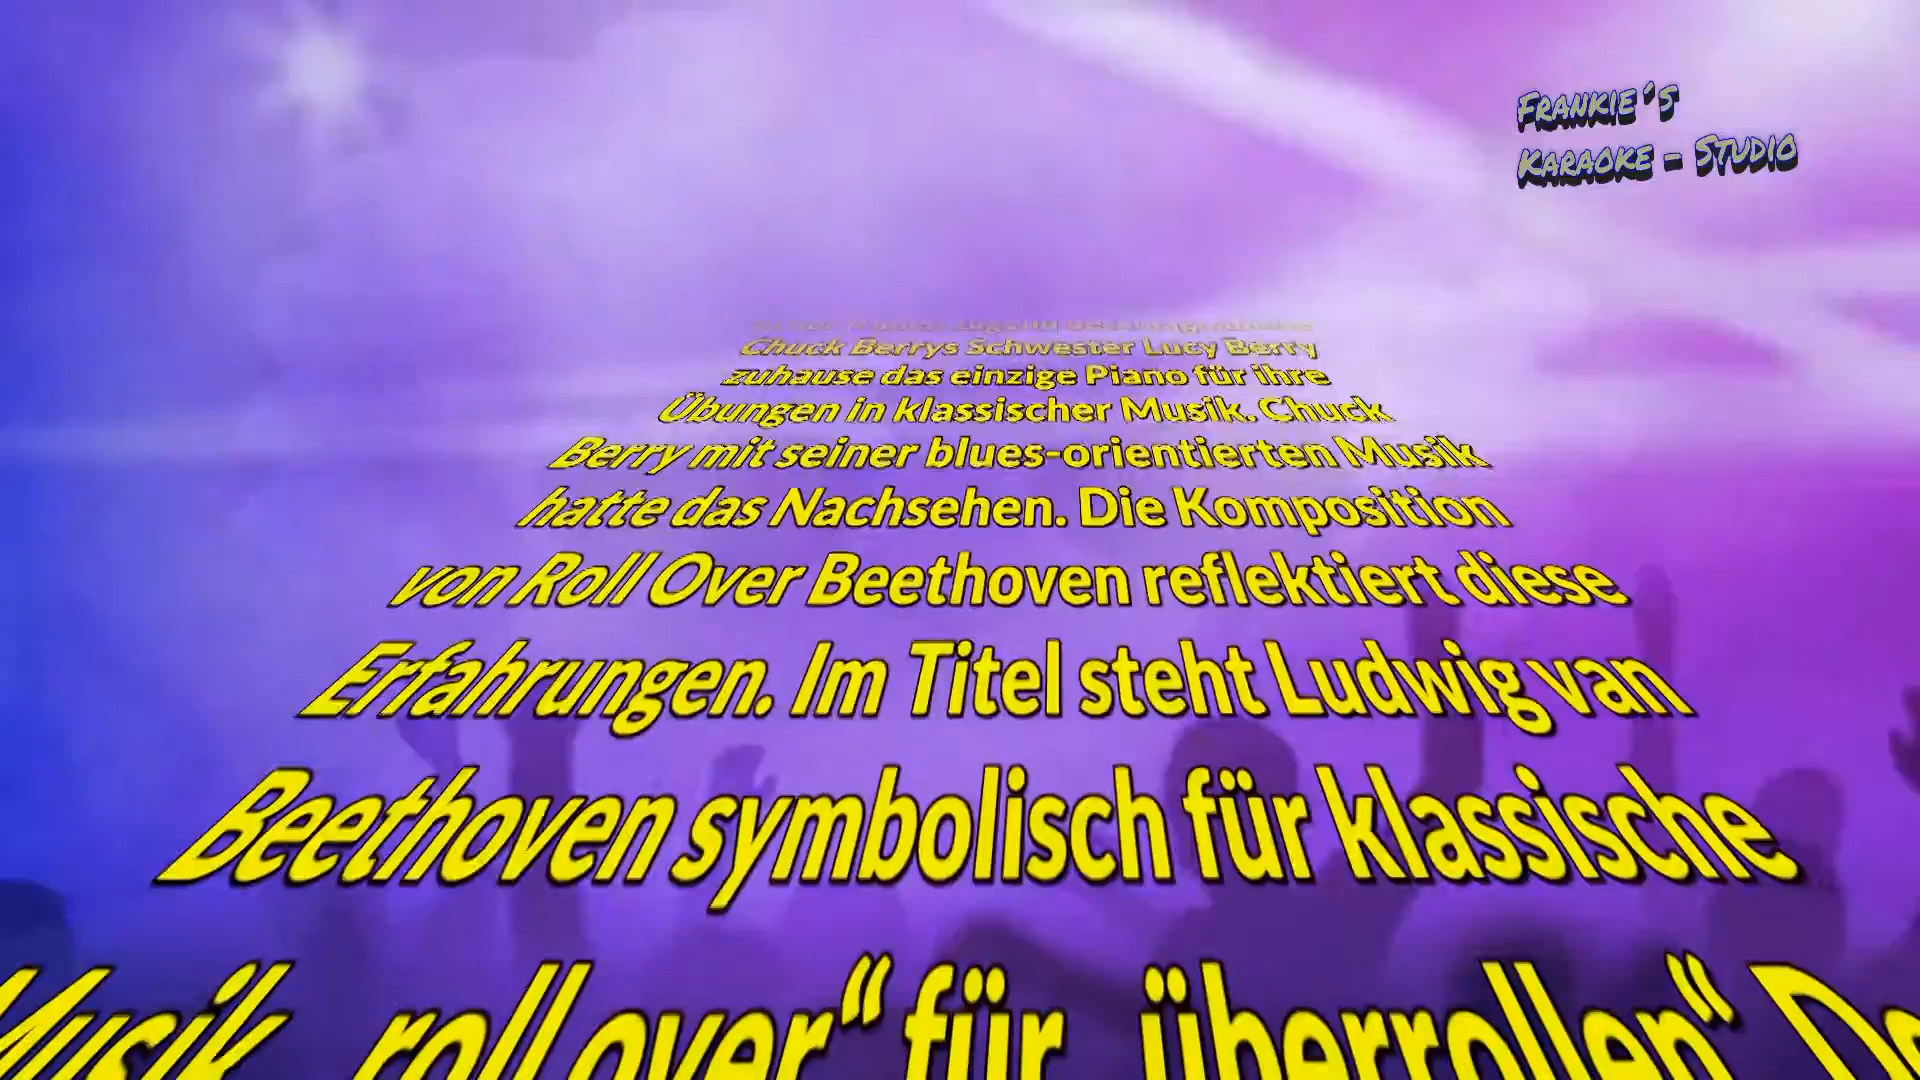 Frankie´s
Karaoke - Studio
Chuck Berrys Schwester Lucy Berry
zuhause das einzige Piano für ihre
Übungen in klassischer Musik. Chuck
Berry mit seiner blues-orientierten Musik
hatte das Nachsehen. Die Komposition
von Roll Over Beethoven reflektiert diese
Erfahrungen. Im Titel steht Ludwig van
Beethoven symbolisch für klassische
Musik, roll over“ für „überrollen“